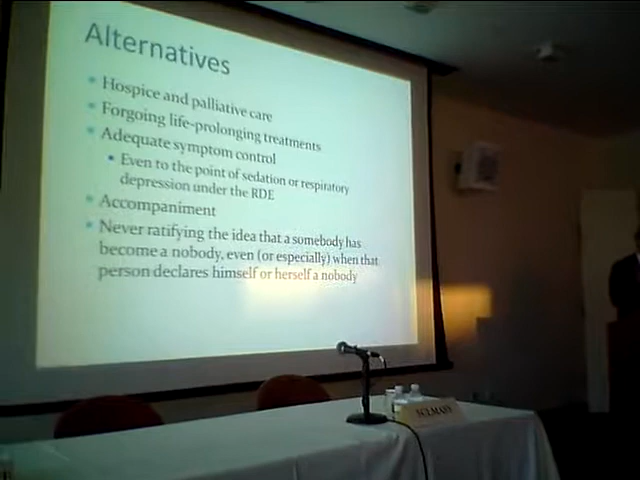 Alternatives
Hospice and palliative care
Forgoing life-prolonging treatments
Adequate symptom control
Even to the point of sedation or respiratory
depression under the RDE
Accompaniment
Never ratifying the idea that a somebody has
become a nobody, even (or especially) when that
person declares himself or herself a nobody
SULMASY